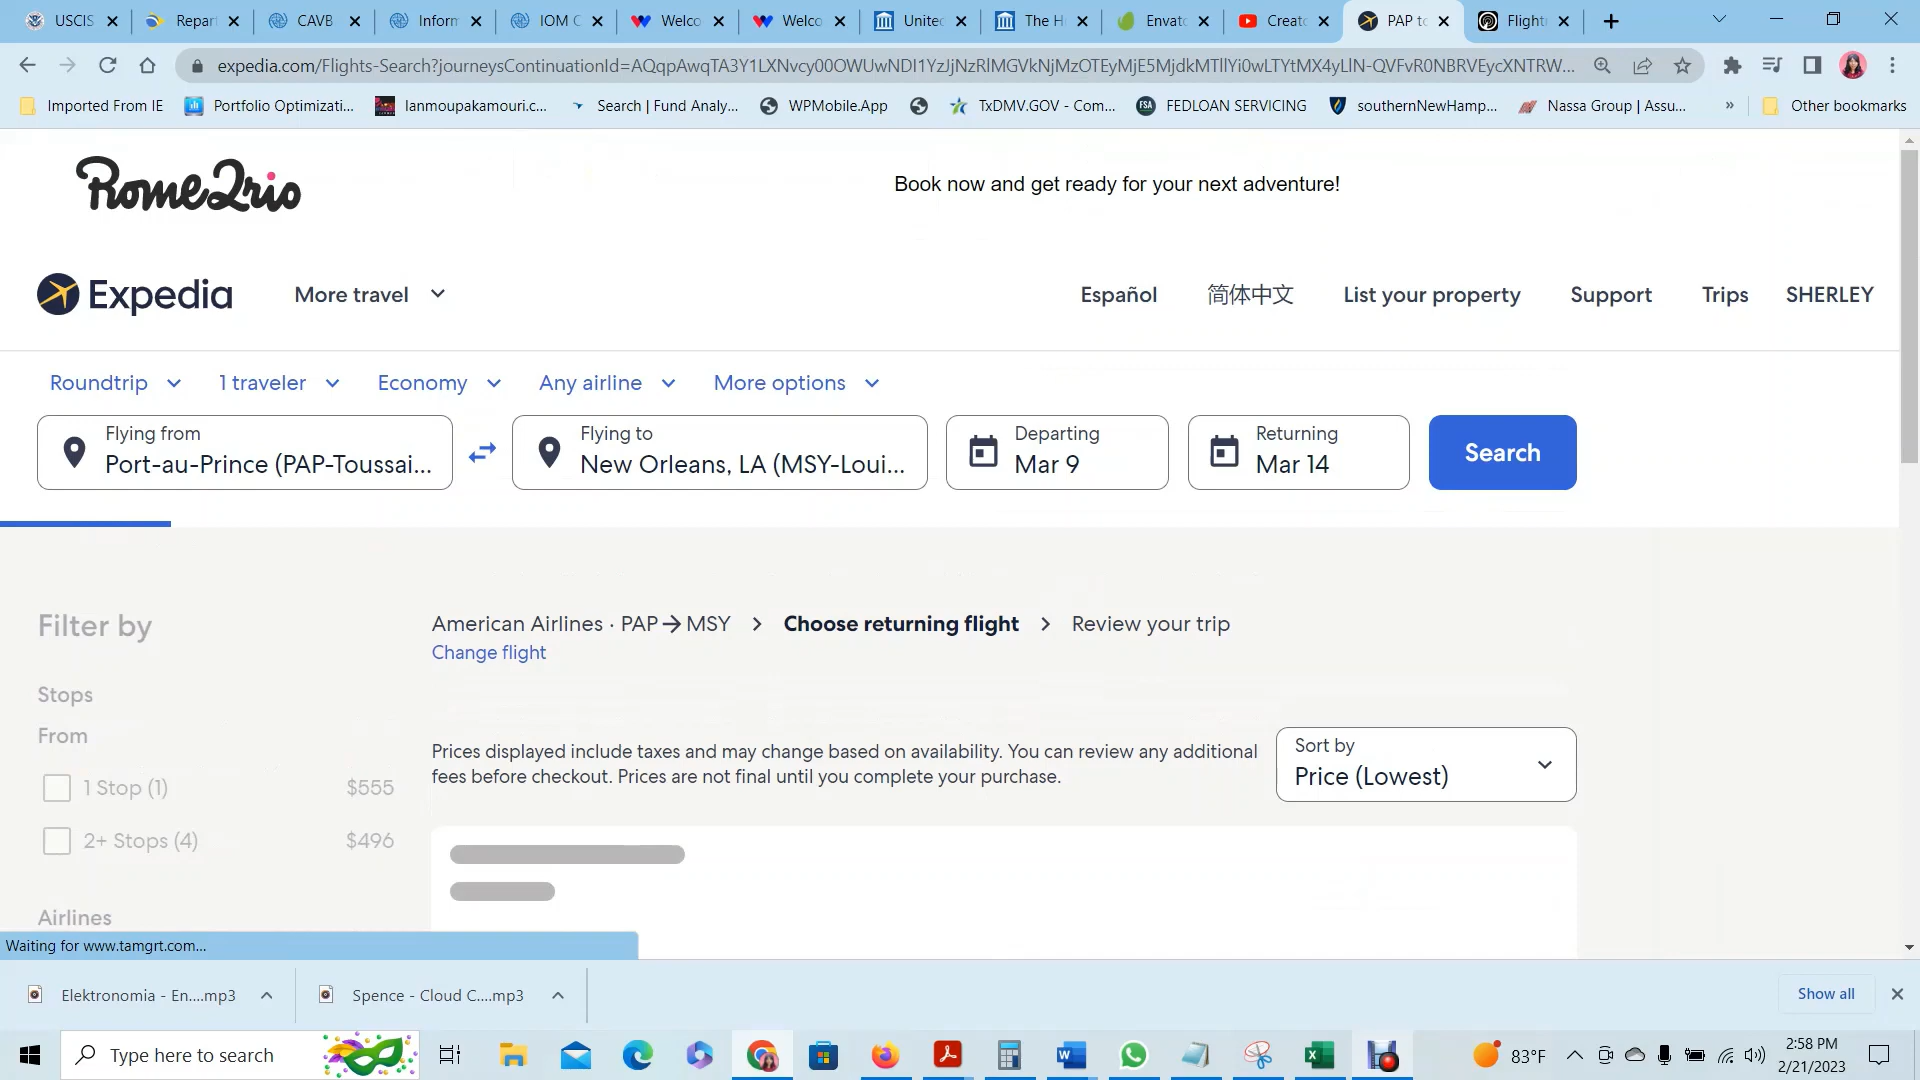 USCIS
Repar
CAVB
Inforn
IOM C
Welco
Welco
United
The H
Envato
Creato
PAP to
Flight
expedia.com/Flights-Search?journeysContinuationId=
Imported From IE
Portfolio Optimizati...
lanmoupakamouri.c...
Search | Fund Analy...
WPMobile.App
TxDMV.GOV - Com...
FSA
FEDLOAN SERVICING
southernNewHamp...
Nassa Group | Assu...
»
Other bookmarks
Rome2rio
Book now and get ready for your next adventure!
Expedia
More travel
Español
简体中文
List your property
Support
Trips
SHERLEY
Roundtrip
1 traveler
Economy
Any airline
More options
Flying from
Port-au-Prince (PAP-Toussai...
Flying to
New Orleans, LA (MSY-Loui...
Departing
Mar 9
Returning
Mar 14
Search
Filter by
American Airlines · PAP→MSY
Choose returning flight
Review your trip
Change flight
Stops
From
1 Stop (1)
$555
2+ Stops (4)
$496
Airlines
Prices displayed include taxes and may change based on availability. You can review any additional
fees before checkout. Prices are not final until you complete your purchase.
Sort by
Price (Lowest)
Waiting for www.tamgrt.com...
Elektronomia - En....mp3
Spence - Cloud C....mp3
Show all
Type here to search
83°F
2:58 PM
2/21/2023